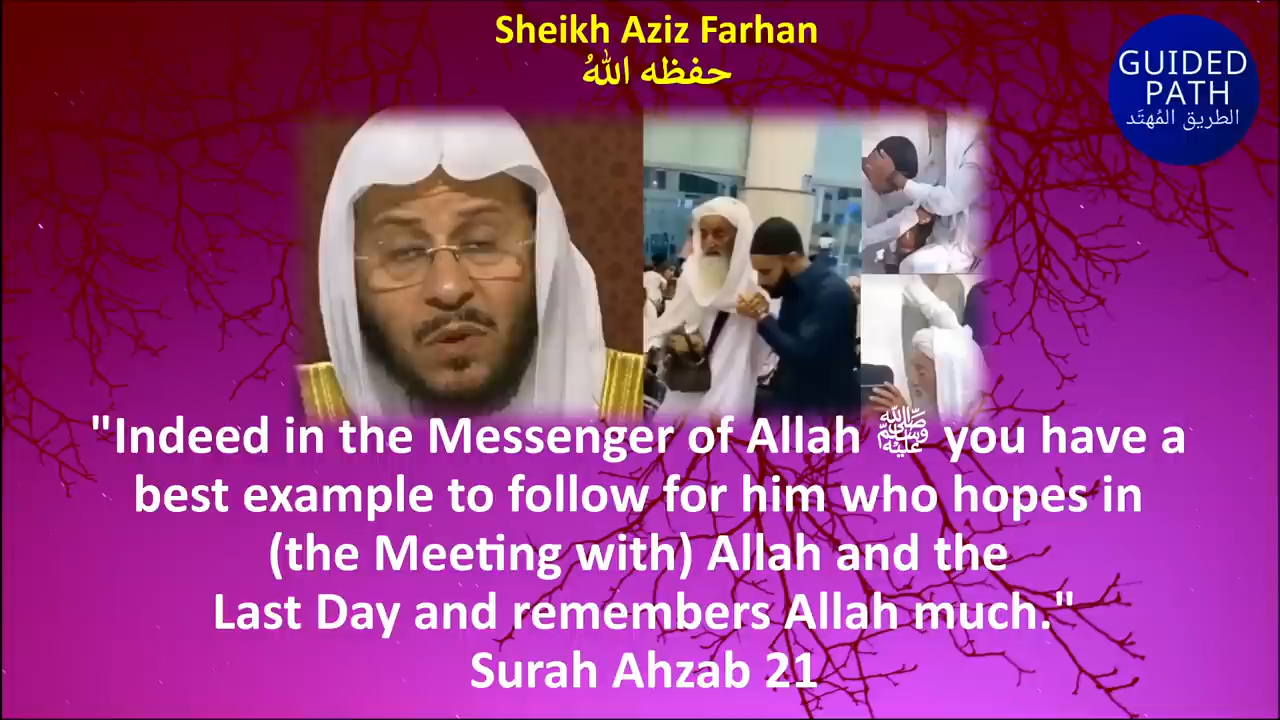 Sheikh Aziz Farhan
حفظه اللهُ
GUIDED
PATH
الطريق المُهتَد
"Indeed in the Messenger of Allah ﷺ you have a
best example to follow for him who hopes in
(the Meeting with) Allah and the
Last Day and remembers Allah much."
Surah Ahzab 21